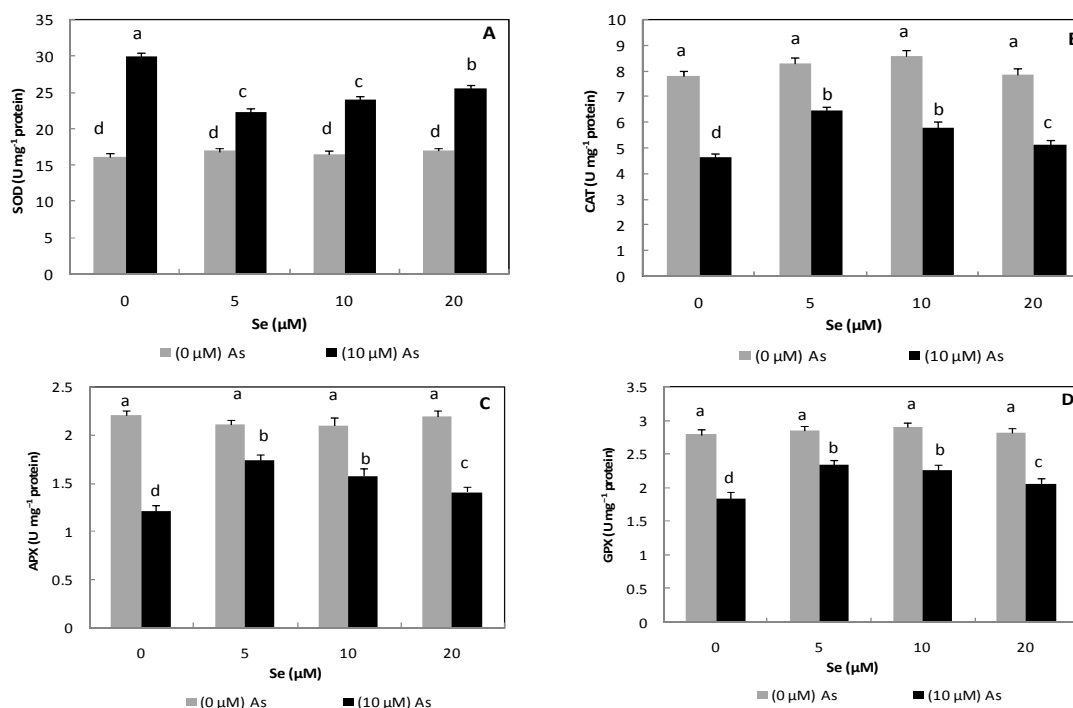 A
SOD (U mg⁻¹ protein)
35
30
25
20
15
10
5
0
a
d
d
c
d
c
d
b
0 5 10 20
Se (µM)
(0 µM) As (10 µM) As
CAT (U mg⁻¹ protein)
10
9
8
7
6
5
4
3
2
1
0
a
d
a
b
a
b
a
c
0 5 10 20
Se (µM)
(0 µM) As (10 µM) As
C
APX (U mg⁻¹ protein)
2.5
2
1.5
1
0.5
0
a
d
a
b
a
b
a
c
0 5 10 20
Se (µM)
(0 µM) As (10 µM) As
D
GPX (U mg⁻¹ protein)
3.5
3
2.5
2
1.5
1
0.5
0
a
d
a
b
a
b
a
c
0 5 10 20
Se (µM)
(0 µM) As (10 µM) As